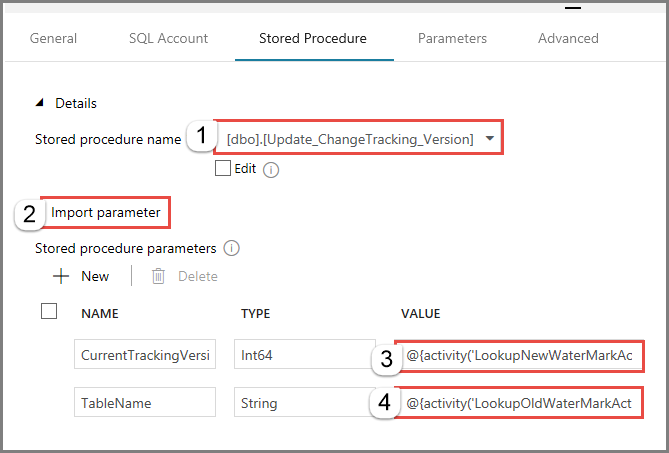 General SQL Account Stored Procedure Parameters Advanced
Details
Stored procedure name 1 [dbo].[Update_ChangeTracking_Version]
Edit
2 Import parameter
Stored procedure parameters
New Delete
NAME TYPE VALUE
CurrentTrackingVersi Int64 3 @{activity('LookupNewWaterMarkAc
TableName String 4 @{activity('LookupOldWaterMarkAct